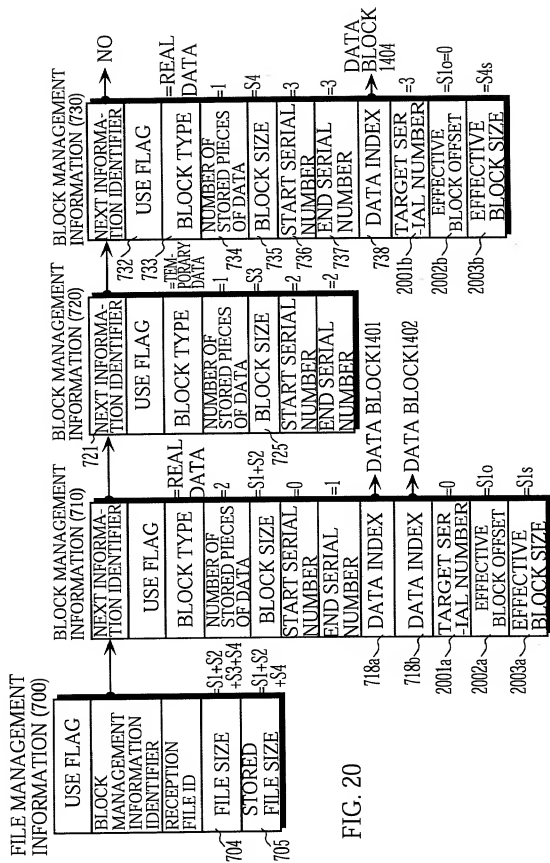 FILE MANAGEMENT
INFORMATION (700)
USE FLAG
BLOCK
MANAGEMENT
INFORMATION
IDENTIFIER
RECEPTION
FILE ID
704
FILE SIZE
=S1+S2
+S3+S4
705
STORED
FILE SIZE
=S1+S2
+S4
BLOCK MANAGEMENT
INFORMATION (710)
NEXT INFORMA-
TION IDENTIFIER
USE FLAG
BLOCK TYPE
=REAL
DATA
NUMBER OF
STORED PIECES
OF DATA
=2
BLOCK SIZE
=S1+S2
START SERIAL
NUMBER
=0
END SERIAL
NUMBER
=1
718a
DATA INDEX
DATA BLOCK1401
718b
DATA INDEX
DATA BLOCK1402
2001a
TARGET SER
-IAL NUMBER
=0
2002a
EFFECTIVE
BLOCK OFFSET
=S1o
2003a
EFFECTIVE
BLOCK SIZE
=S1s
BLOCK MANAGEMENT
INFORMATION (720)
721
NEXT INFORMA-
TION IDENTIFIER
USE FLAG
BLOCK TYPE
=TEM-
PORARY
DATA
NUMBER OF
STORED PIECES
OF DATA
=1
725
BLOCK SIZE
=S3
START SERIAL
NUMBER
=2
END SERIAL
NUMBER
=2
BLOCK MANAGEMENT
INFORMATION (730)
NEXT INFORMA-
TION IDENTIFIER
NO
732
USE FLAG
733
BLOCK TYPE
=REAL
DATA
734
NUMBER OF
STORED PIECES
OF DATA
=1
735
BLOCK SIZE
=S4
736
START SERIAL
NUMBER
=3
737
END SERIAL
NUMBER
=3
738
DATA INDEX
DATA
BLOCK
1404
2001b
TARGET SER
-IAL NUMBER
=3
2002b
EFFECTIVE
BLOCK OFFSET
=S1o=0
2003b
EFFECTIVE
BLOCK SIZE
=S4s
FIG. 20